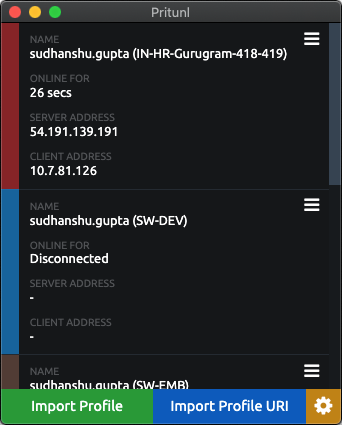 Pritunl
NAME
sudhanshu.gupta (IN-HR-Gurugram-418-419)
ONLINE FOR
26 secs
SERVER ADDRESS
54.191.139.191
CLIENT ADDRESS
10.7.81.126
NAME
sudhanshu.gupta (SW-DEV)
ONLINE FOR
Disconnected
SERVER ADDRESS
-
CLIENT ADDRESS
-
NAME
sudhanshu.gupta (SW-EMB)
Import Profile
Import Profile URI